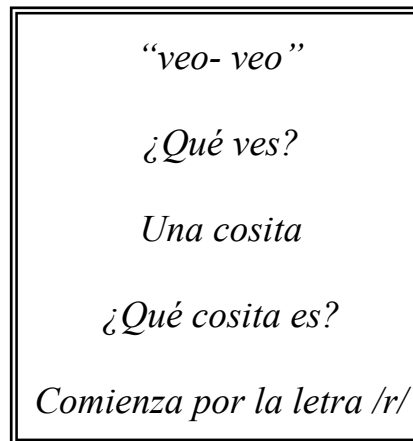 “veo- veo”
¿Qué ves?
Una cosita
¿Qué cosita es?
Comienza por la letra /r/